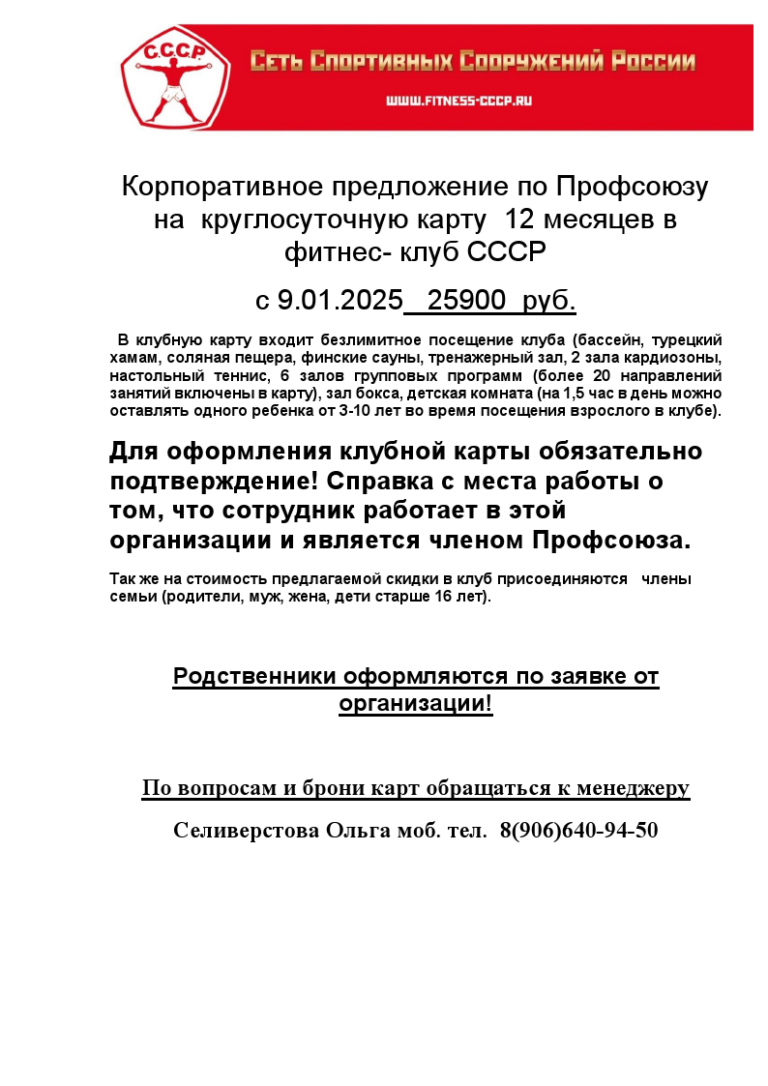 С.С.С.Р.
Сеть Спортивных Сооружений России
www.fitness-cccp.ru
Корпоративное предложение по Профсоюзу
на круглосуточную карту 12 месяцев в
фитнес- клуб СССР
с 9.01.2025 25900 руб.
В клубную карту входит безлимитное посещение клуба (бассейн, турецкий
хамам, соляная пещера, финские сауны, тренажерный зал, 2 зала кардиозоны,
настольный теннис, 6 залов групповых программ (более 20 направлений
занятий включены в карту), зал бокса, детская комната (на 1,5 час в день можно
оставлять одного ребенка от 3-10 лет во время посещения взрослого в клубе).
Для оформления клубной карты обязательно
подтверждение! Справка с места работы о
том, что сотрудник работает в этой
организации и является членом Профсоюза.
Так же на стоимость предлагаемой скидки в клуб присоединяются члены
семьи (родители, муж, жена, дети старше 16 лет).
Родственники оформляются по заявке от
организации!
По вопросам и брони карт обращаться к менеджеру
Селиверстова Ольга моб. тел. 8(906)640-94-50